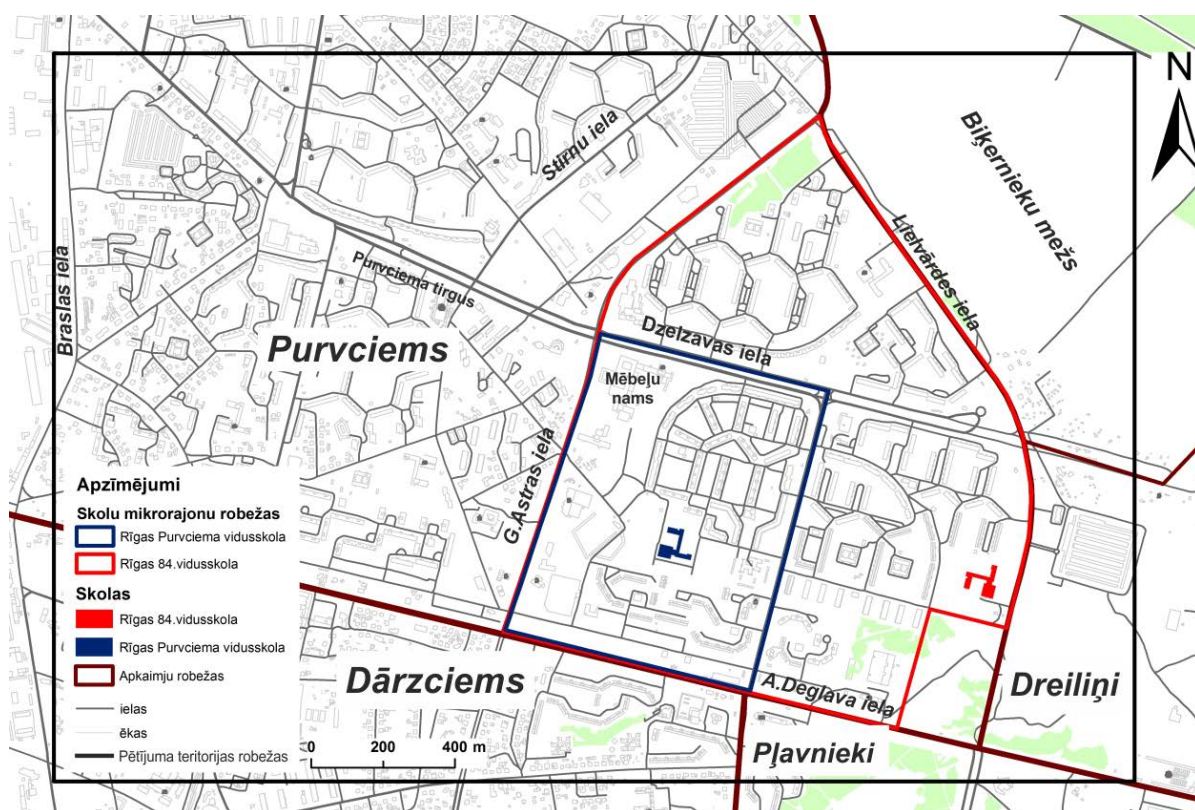 N
Biķernieku mežs
Stirnu iela
Lielvārdes iela
Braslas iela
Purvciema tirgus
Dzelzavas iela
Purvciems
Mēbeļu
nams
G.Astras iela
Apzīmējumi
Skolu mikrorajonu robežas
Rīgas Purvciema vidusskola
Rīgas 84.vidusskola
Skolas
Rīgas 84.vidusskola
Rīgas Purvciema vidusskola
Apkaimju robežas
ielas
ēkas
Pētījuma teritorijas robežas
0 200 400 m
Dārzciems
A.Deglava iela
Dreiliņi
Pļavnieki